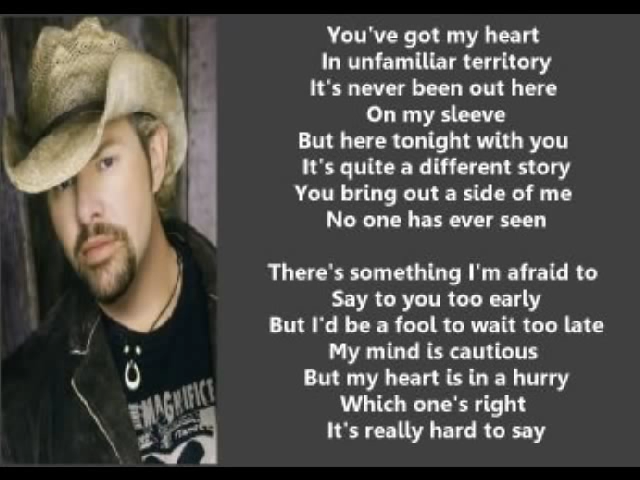 You've got my heart
In unfamiliar territory
It's never been out here
On my sleeve
But here tonight with you
It's quite a different story
You bring out a side of me
No one has ever seen
There's something I'm afraid to
Say to you too early
But I'd be a fool to wait too late
My mind is cautious
But my heart is in a hurry
Which one's right
It's really hard to say
MAGNIFICE